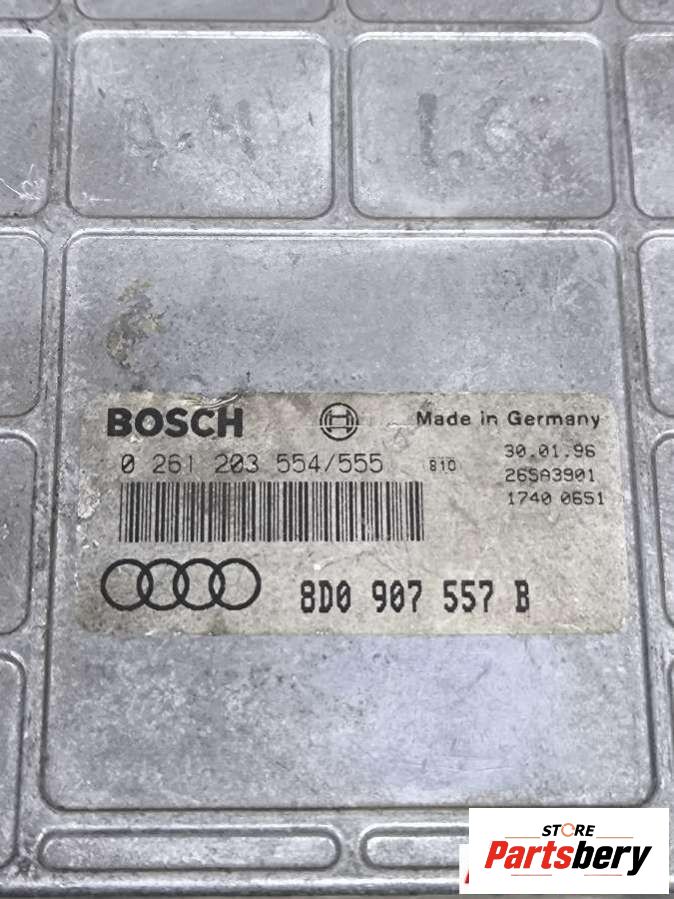 BOSCH
Made in Germany
0 261 203 554/555
810
30.01.96
26SA3901
1740 0651
8D0 907 557 B
STORE
Partsbery